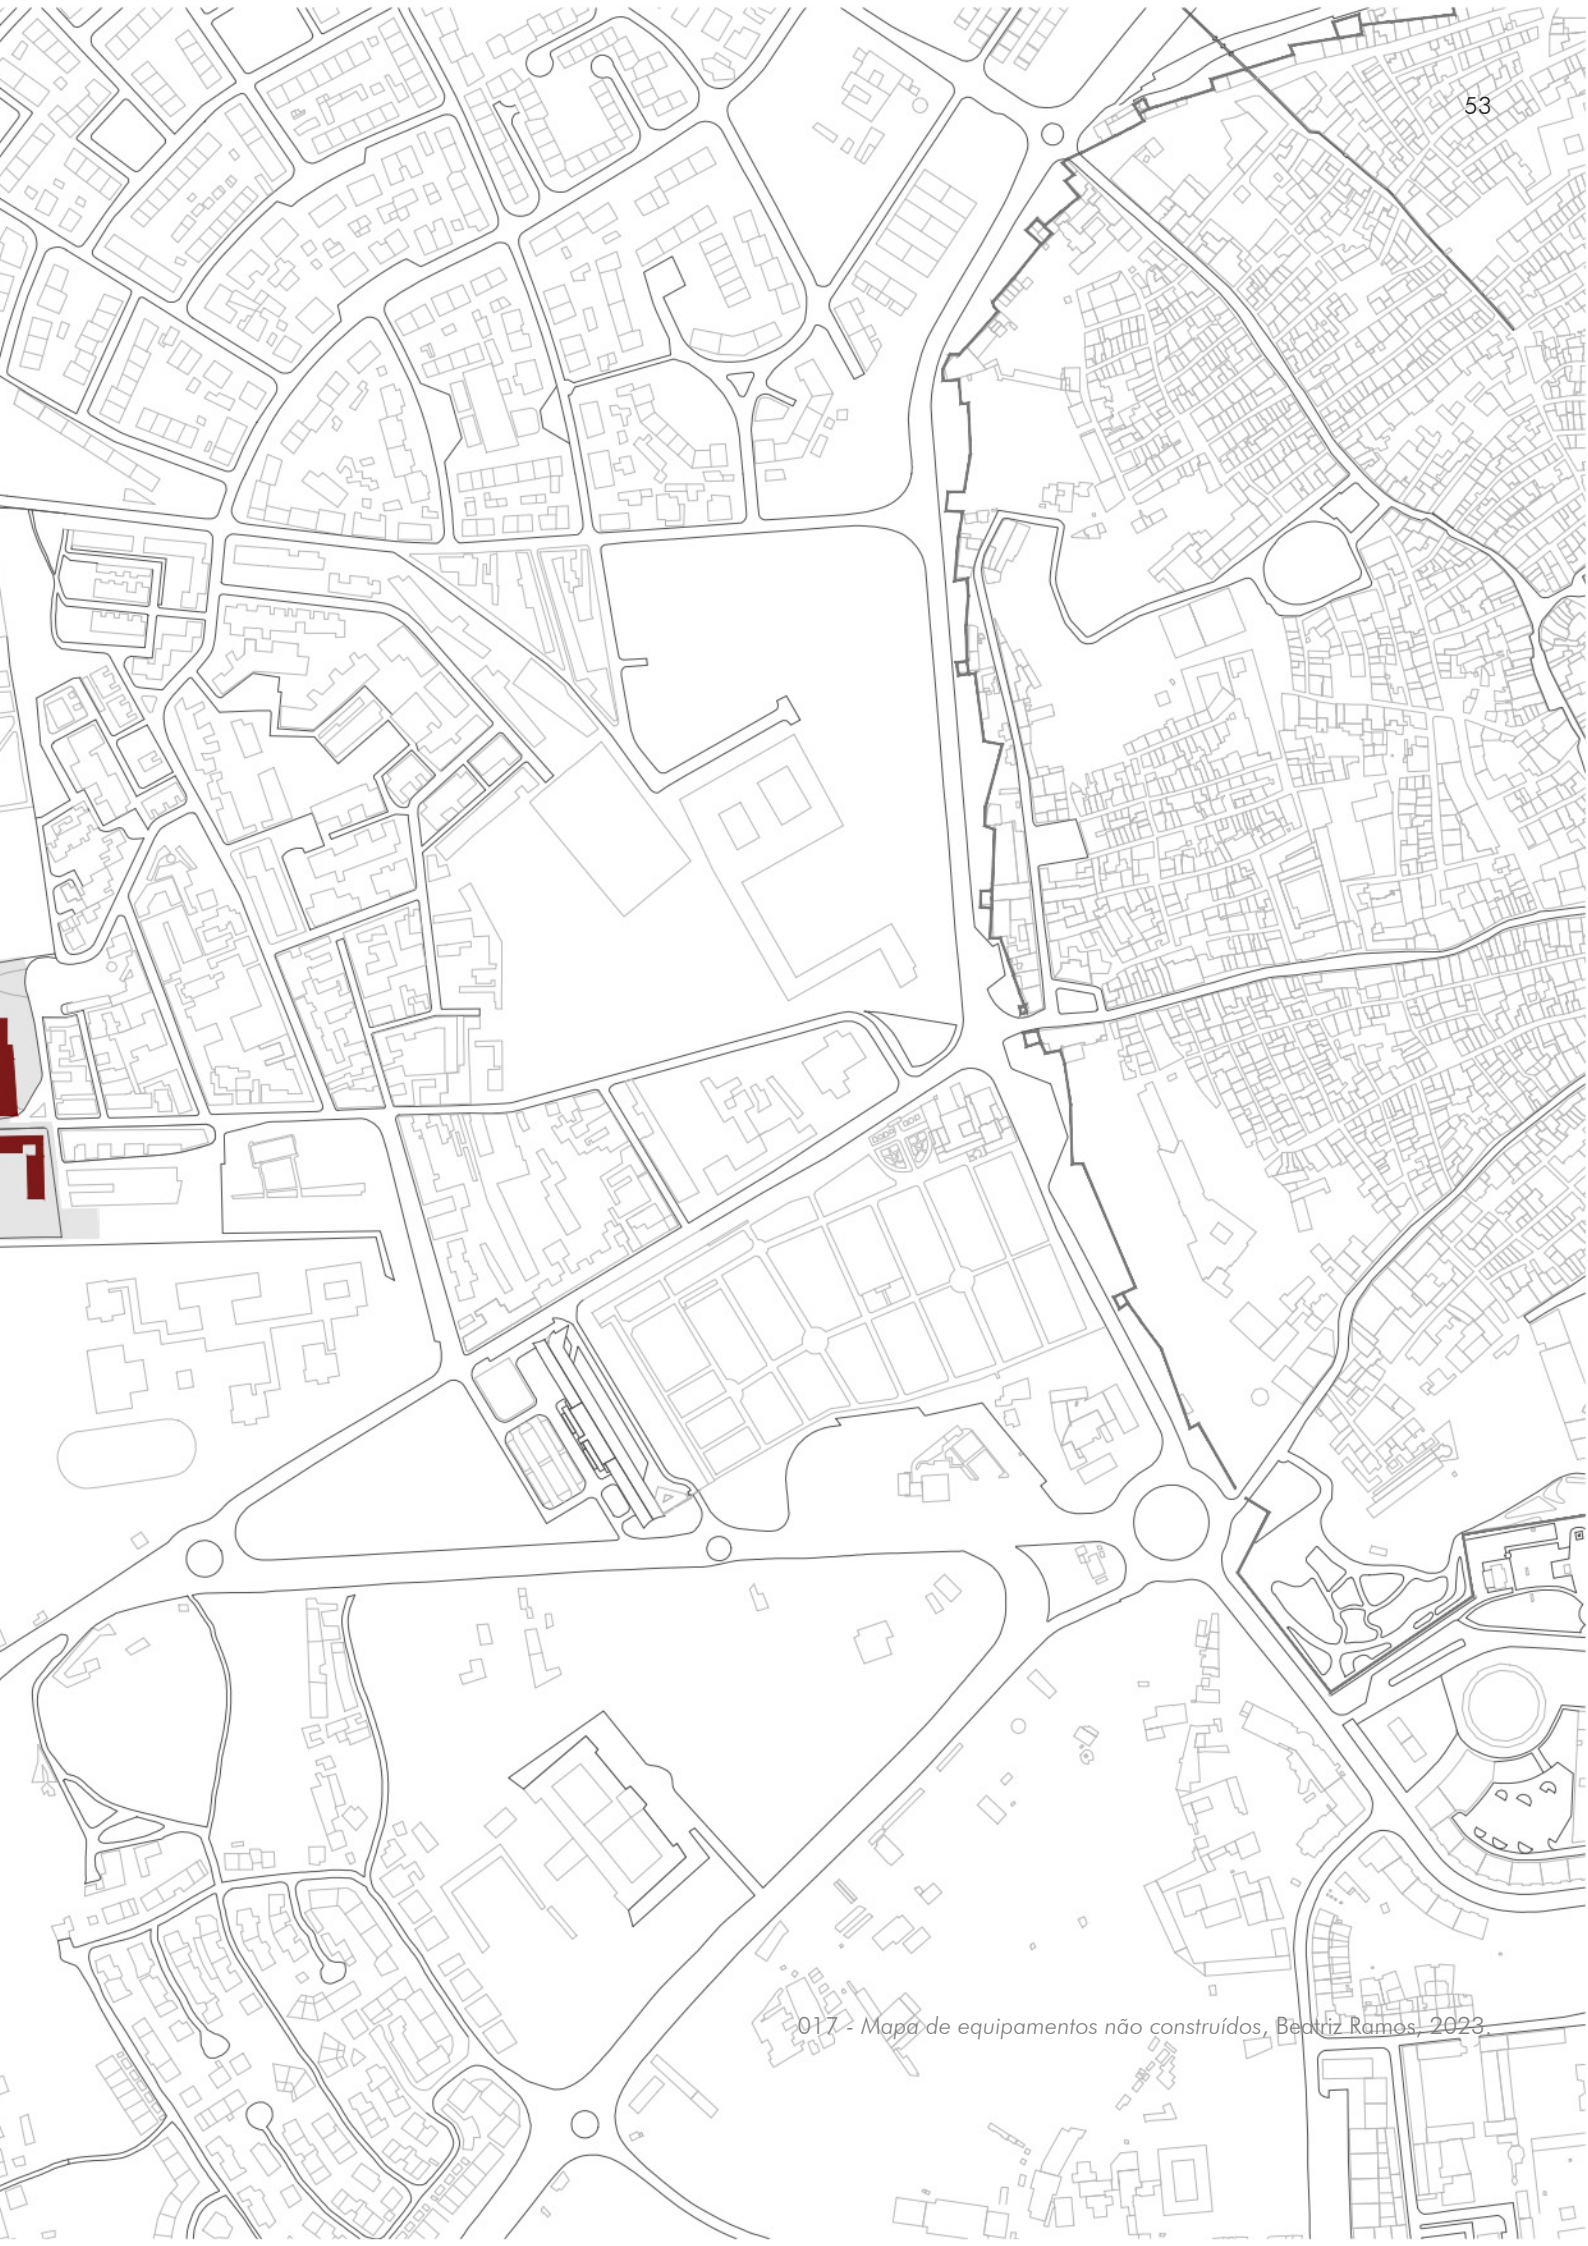 53
017 - Mapa de equipamentos não construídos, Beatriz Ramos, 2023.